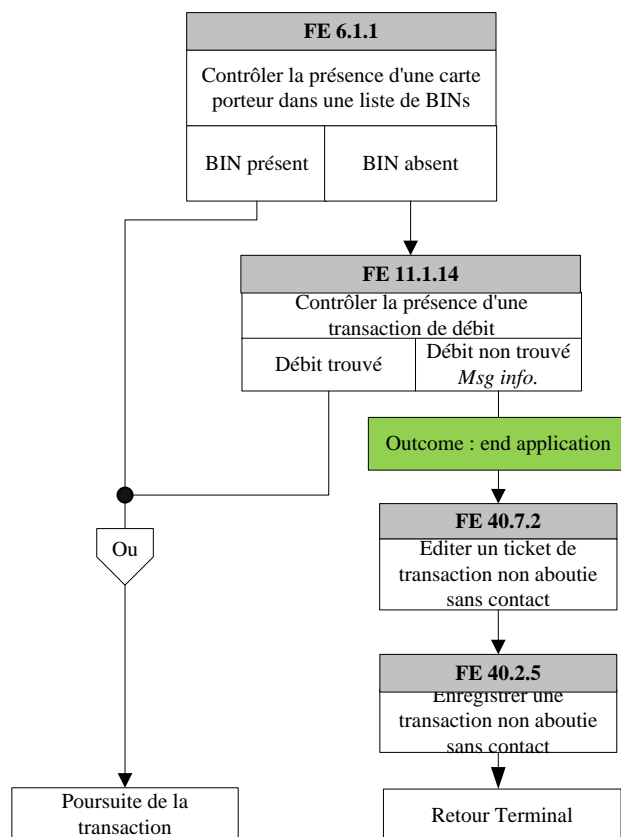 FE 6.1.1
Contrôler la présence d'une carte
porteur dans une liste de BINs
BIN présent
BIN absent
FE 11.1.14
Contrôler la présence d'une
transaction de débit
Débit trouvé
Débit non trouvé
Msg info.
Outcome : end application
FE 40.7.2
Editer un ticket de
transaction non aboutie
sans contact
Ou
FE 40.2.5
Enregistrer une
transaction non aboutie
sans contact
Poursuite de la
transaction
Retour Terminal